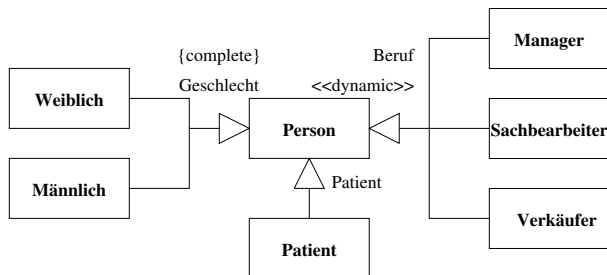 {complete}
Geschlecht
Beruf
<<dynamic>>
Manager
Weiblich
Person
Sachbearbeiter
Männlich
Patient
Verkäufer
Patient